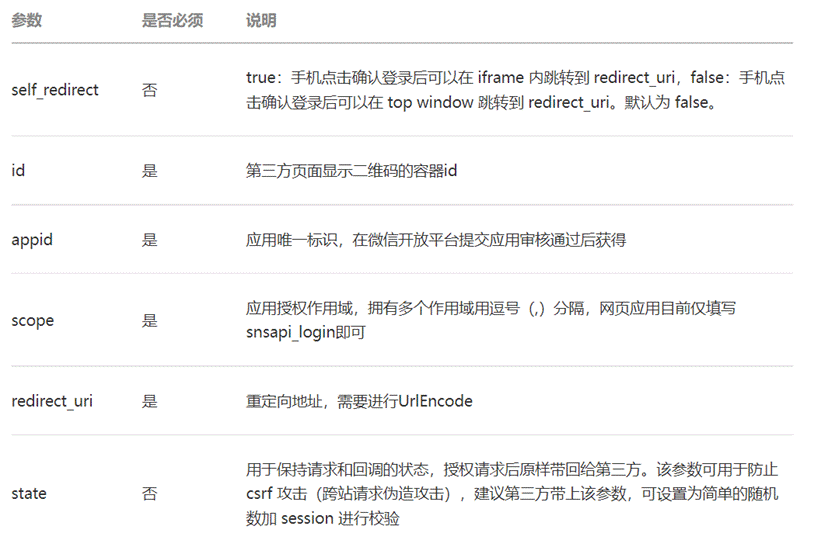 参数 是否必须 说明
self_redirect 否 true：手机点击确认登录后可以在 iframe 内跳转到 redirect_uri，false：手机点
击确认登录后可以在 top window 跳转到 redirect_uri。默认为 false。
id 是 第三方页面显示二维码的容器id
appid 是 应用唯一标识，在微信开放平台提交应用审核通过后获得
scope 是 应用授权作用域，拥有多个作用域用逗号（,）分隔，网页应用目前仅填写
snsapi_login即可
redirect_uri 是 重定向地址，需要进行UrlEncode
state 否 用于保持请求和回调的状态，授权请求后原样带回给第三方。该参数可用于防止
csrf 攻击（跨站请求伪造攻击），建议第三方带上该参数，可设置为简单的随机
数加 session 进行校验